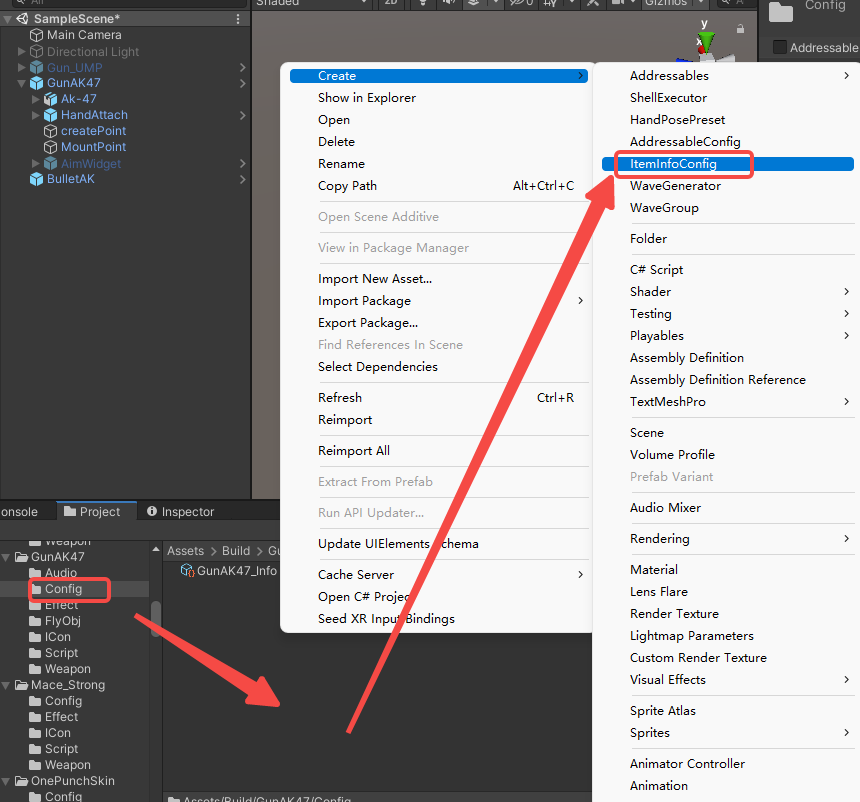 All
Shaded
2D
0
Gizmos
A
Config
SampleScene*
Main Camera
Directional Light
Gun_UMP
GunAK47
Ak-47
HandAttach
createPoint
MountPoint
AimWidget
BulletAK
y
x
Addressable
Create
Show in Explorer
Open
Delete
Rename
Copy Path Alt+Ctrl+C
Open Scene Additive
View in Package Manager
Import New Asset...
Import Package
Export Package...
Find References In Scene
Select Dependencies
Refresh Ctrl+R
Reimport
Reimport All
Extract From Prefab
Run API Updater...
Update UIElements Schema
Cache Server
Open C# Project
Seed XR Input Bindings
Addressables
ShellExecutor
HandPosePreset
AddressableConfig
ItemInfoConfig
WaveGenerator
WaveGroup
Folder
C# Script
Shader
Testing
Playables
Assembly Definition
Assembly Definition Reference
TextMeshPro
Scene
Volume Profile
Prefab Variant
Audio Mixer
Rendering
Material
Lens Flare
Render Texture
Lightmap Parameters
Custom Render Texture
Visual Effects
Sprite Atlas
Sprites
Animator Controller
Animation
onsole
Project
Inspector
Weapon
GunAK47
Audio
Config
Effect
FlyObj
ICon
Script
Weapon
Mace_Strong
Config
Effect
ICon
Script
Weapon
OnePunchSkin
Config
Assets > Build > Gu
GunAK47_Info
Assets/Build/GunAK47/Config